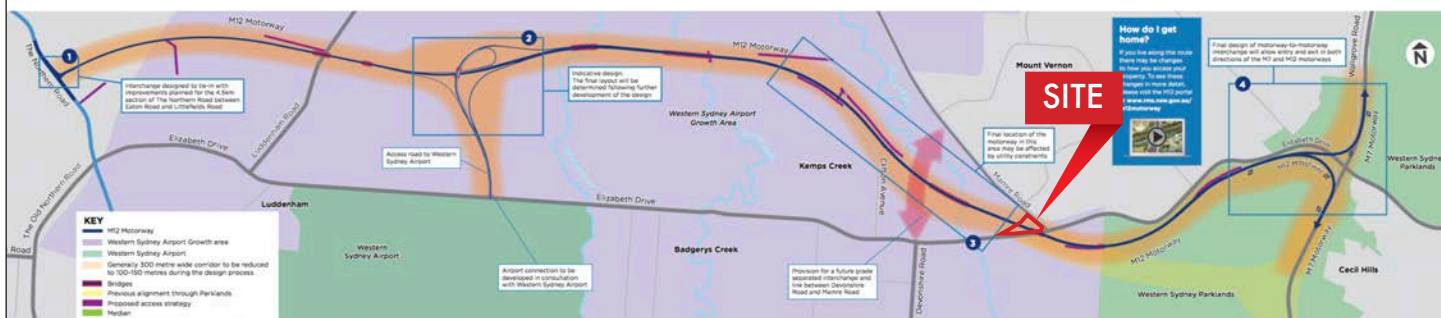 M12 Motorway
The Northern Road
1
Interchange designed to tie-in with
improvements planned for the 4.5km
section of The Northern Road between
Eaton Road and Littlefields Road
Elizabeth Drive
Luddenham Road
The Old Northern Road
Road
Luddenham
KEY
M12 Motorway
Western Sydney Airport Growth area
Western Sydney Airport
Generally 300 metre wide corridor to be reduced
to 100-150 metres during the design process
Bridges
Previous alignment through Parklands
Proposed access strategy
Median
Western
Sydney Airport
2
Indicative design.
The final layout will be
determined following further
development of the design
Access road to Western
Sydney Airport
Airport connection to be
developed in consultation
with Western Sydney Airport
Elizabeth Drive
Badgerys Creek
M12 Motorway
Western Sydney Airport
Growth Area
Kemps Creek
Clifton Avenue
Provision for a future grade
separated interchange and
link between Devonshire
Road and Mamre Road
Devonshire Road
3
Mount Vernon
Mamre Road
Final location of the
motorway in this
area may be affected
by utility constraints
SITE
How do I get
home?
If you live along the route
there may be changes
to how you access your
property. To see these
changes in more detail,
please visit the M12 portal
www.rms.nsw.gov.au/
m12motorway
Final design of motorway-to-motorway
interchange will allow entry and exit in both
directions of the M7 and M12 motorways
4
Wallgrove Road
N
Elizabeth Drive
M12 Motorway
M7 Motorway
Western Sydney
Parklands
M12 Motorway
M7 Motorway
Western Sydney Parklands
Cecil Hills